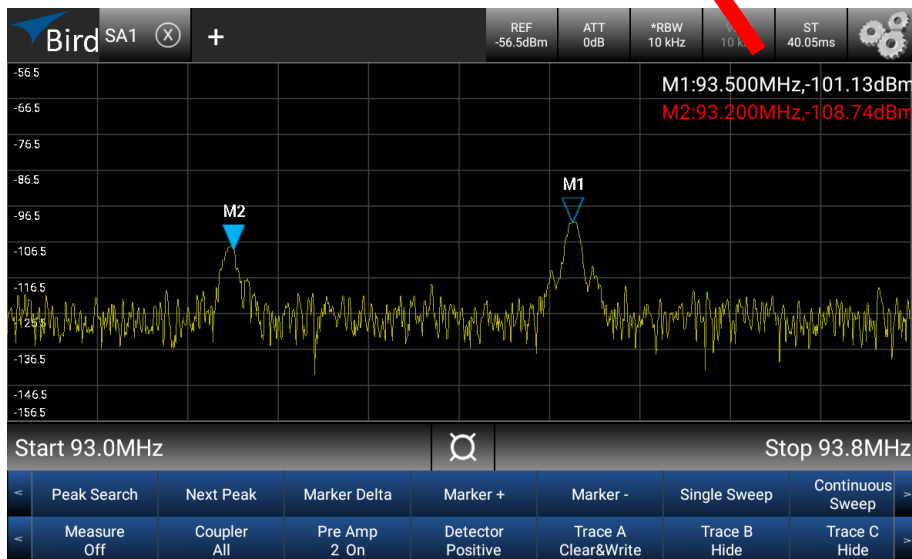 Bird SA1 X +
REF ATT *RBW ST
-56.5dBm 0dB 10 kHz 10 40.05ms
M1:93.500MHz,-101.13dBm
M2:93.200MHz,-108.74dBm
-56.5
-66.5
-76.5
-86.5
M1
-96.5
M2
-106.5
-116.5
-126.5
-136.5
-146.5
-156.5
Start 93.0MHz
Stop 93.8MHz
< Peak Search Next Peak Marker Delta Marker + Marker - Single Sweep Continuous >
Sweep
< Measure Coupler Pre Amp Detector Trace A Trace B Trace C >
Off All 2 On Positive Clear&Write Hide Hide